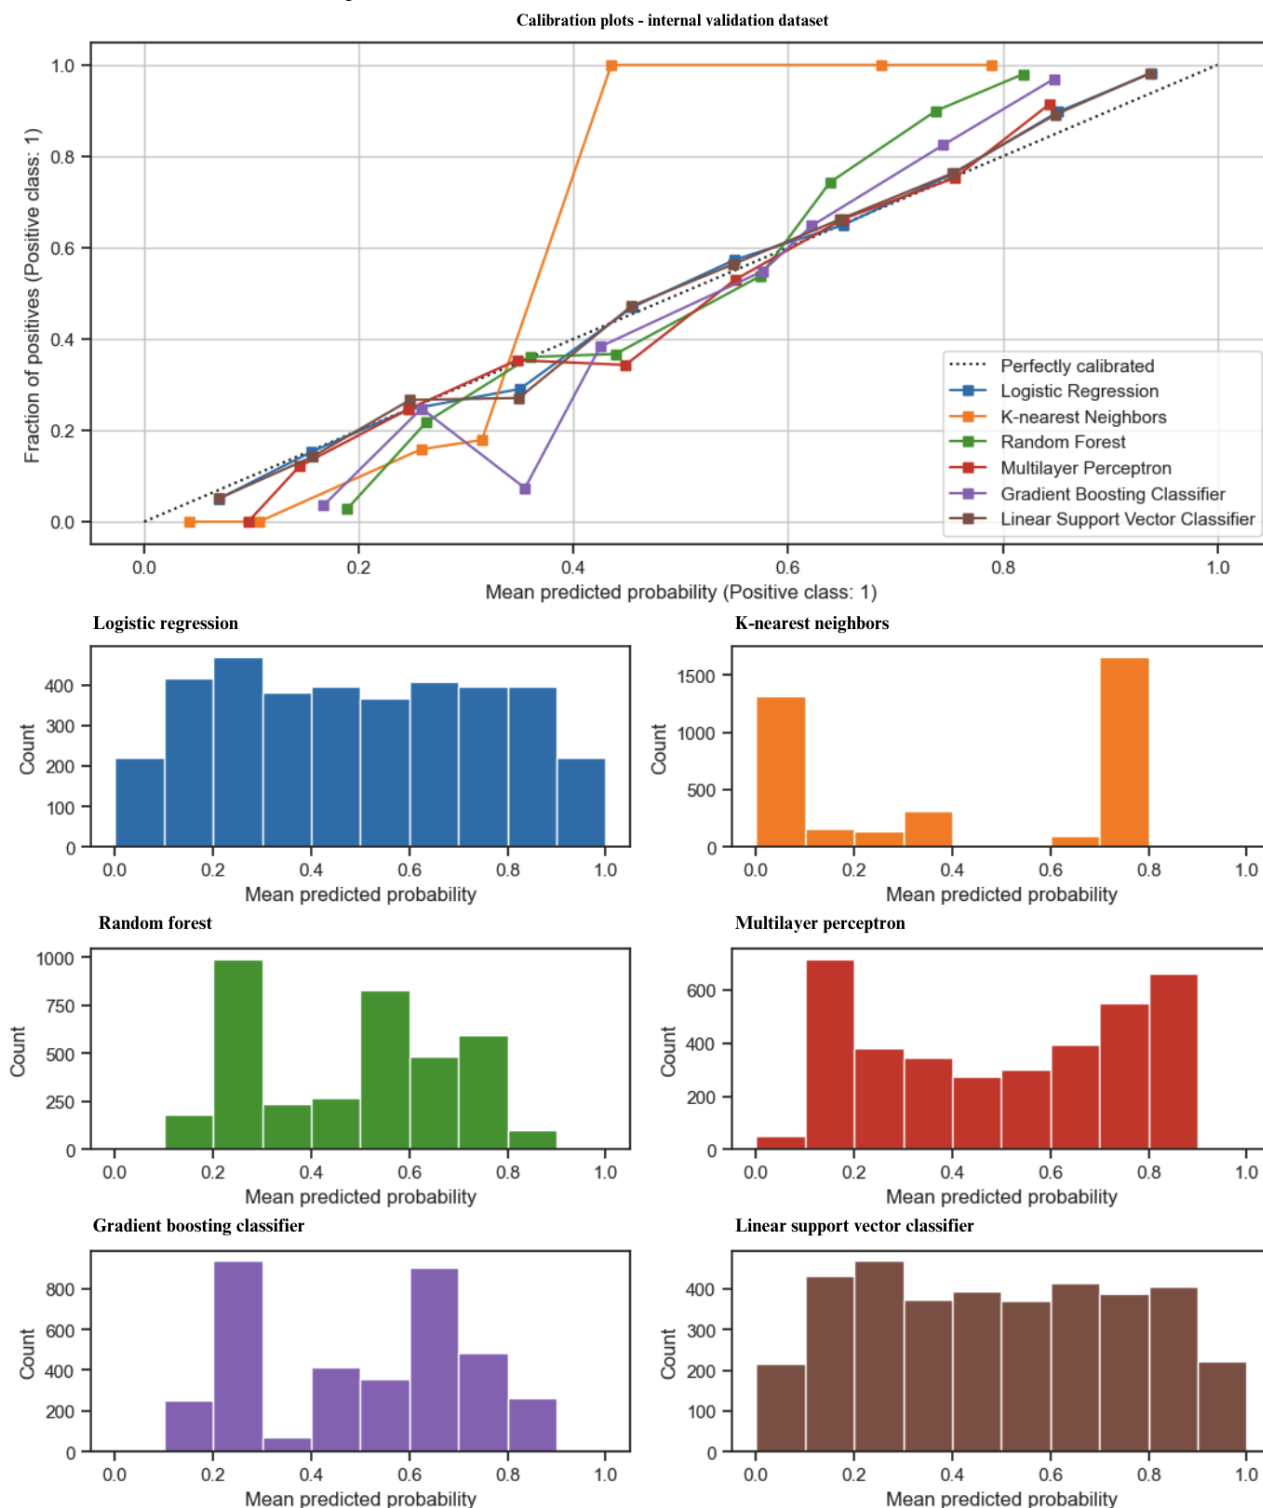 Calibration plots - internal validation dataset
1.0
0.8
0.6
0.4
0.2
0.0
Fraction of positives (Positive class: 1)
Perfectly calibrated
Logistic Regression
K-nearest Neighbors
Random Forest
Multilayer Perceptron
Gradient Boosting Classifier
Linear Support Vector Classifier
0.0 0.2 0.4 0.6 0.8 1.0
Mean predicted probability (Positive class: 1)
Logistic regression
400
300
200
100
0
Count
0.0 0.2 0.4 0.6 0.8 1.0
Mean predicted probability
K-nearest neighbors
1500
1000
500
0
Count
0.0 0.2 0.4 0.6 0.8 1.0
Mean predicted probability
Random forest
1000
750
500
250
0
Count
0.0 0.2 0.4 0.6 0.8 1.0
Mean predicted probability
Multilayer perceptron
600
400
200
0
Count
0.0 0.2 0.4 0.6 0.8 1.0
Mean predicted probability
Gradient boosting classifier
800
600
400
200
0
Count
0.0 0.2 0.4 0.6 0.8 1.0
Mean predicted probability
Linear support vector classifier
400
300
200
100
0
Count
0.0 0.2 0.4 0.6 0.8 1.0
Mean predicted probability